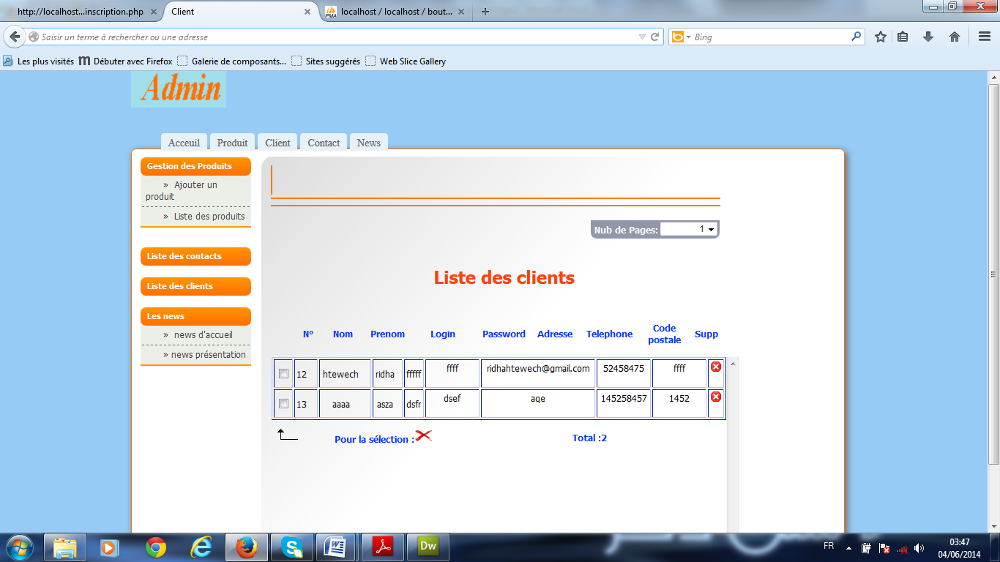 http://localhost...inscription.php
Client
localhost / localhost / bout...
PMA
Saisir un terme à rechercher ou une adresse
Bing
Les plus visités
Débuter avec Firefox
Galerie de composants...
Sites suggérés
Web Slice Gallery
Admin
Acceuil
Produit
Client
Contact
News
Gestion des Produits
» Ajouter un
produit
» Liste des produits
Liste des contacts
Liste des clients
Les news
» news d'accueil
» news présentation
Nub de Pages: 1
Liste des clients
N° Nom Prenom Login Password Adresse Telephone Code postale Supp
12 htewech ridha fffff ffff ridhahtewech@gmail.com 52458475 ffff
13 aaaa asza dsfr dsef aqe 145258457 1452
Pour la sélection :
Total :2
FR
03:47
04/06/2014
Dw